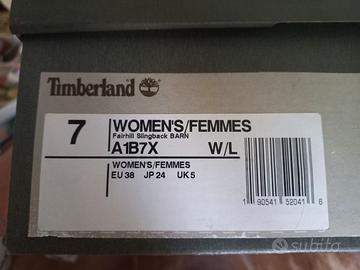 Timberland
7
WOMEN'S/FEMMES
Fairhill Slingback BARN
A1B7X W/L
WOMEN'S/FEMMES
EU 38 JP 24 UK 5
1 90541 52041 6
subito